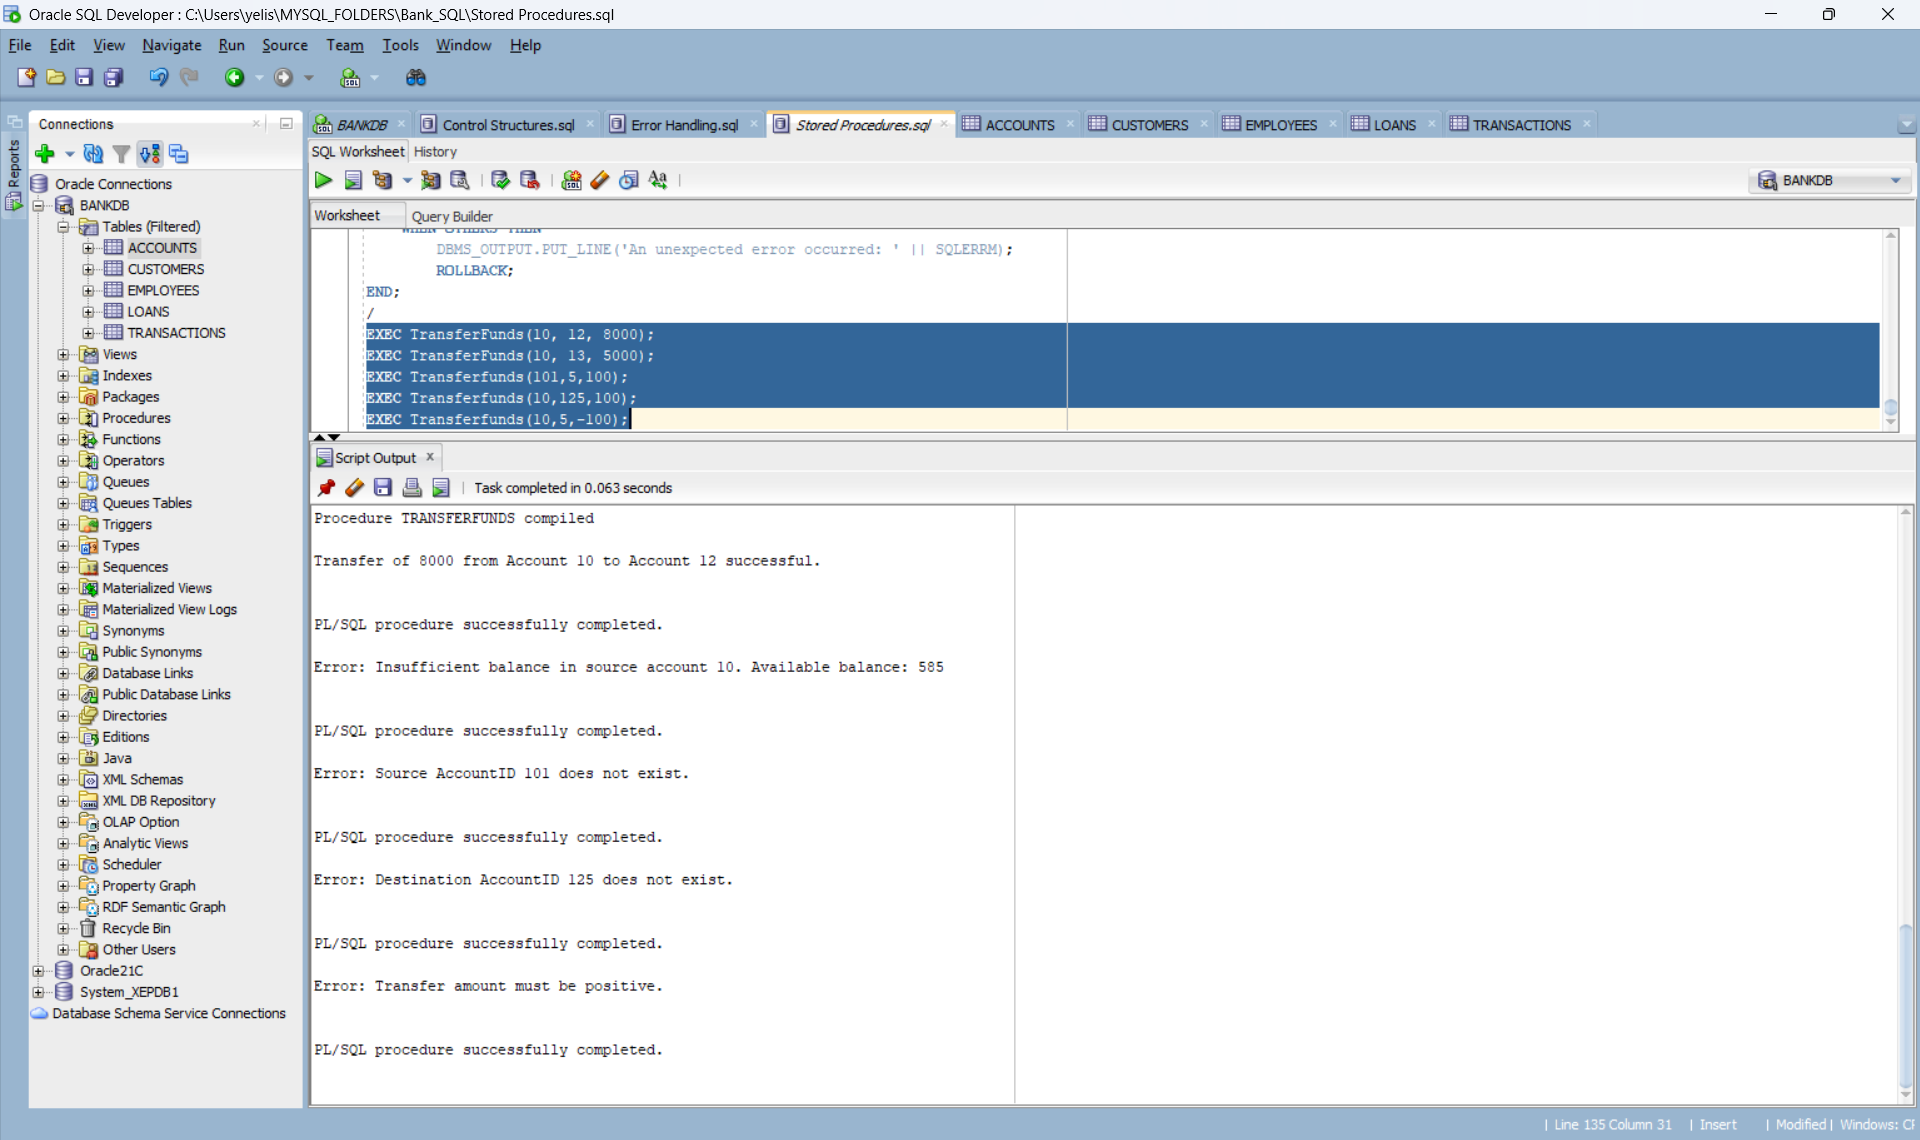 Oracle SQL Developer : C:\Users\yelis\MYSQL_FOLDERS\Bank_SQL\Stored Procedures.sql
File Edit View Navigate Run Source Team Tools Window Help
Reports
Connections
Oracle Connections
BANKDB
Tables (Filtered)
ACCOUNTS
CUSTOMERS
EMPLOYEES
LOANS
TRANSACTIONS
Views
Indexes
Packages
Procedures
Functions
Operators
Queues
Queues Tables
Triggers
Types
Sequences
Materialized Views
Materialized View Logs
Synonyms
Public Synonyms
Database Links
Public Database Links
Directories
Editions
Java
XML Schemas
XML DB Repository
OLAP Option
Analytic Views
Scheduler
Property Graph
RDF Semantic Graph
Recycle Bin
Other Users
Oracle21C
System_XEPDB1
Database Schema Service Connections
BANKDB Control Structures.sql Error Handling.sql Stored Procedures.sql ACCOUNTS CUSTOMERS EMPLOYEES LOANS TRANSACTIONS
SQL Worksheet History
BANKDB
Worksheet Query Builder
WHEN OTHERS THEN
DBMS_OUTPUT.PUT_LINE('An unexpected error occurred: ' || SQLERRM);
ROLLBACK;
END;
/
EXEC TransferFunds(10, 12, 8000);
EXEC TransferFunds(10, 13, 5000);
EXEC Transferfunds(101,5,100);
EXEC Transferfunds(10,125,100);
EXEC Transferfunds(10,5,-100);
Script Output
Task completed in 0.063 seconds
Procedure TRANSFERFUNDS compiled
Transfer of 8000 from Account 10 to Account 12 successful.
PL/SQL procedure successfully completed.
Error: Insufficient balance in source account 10. Available balance: 585
PL/SQL procedure successfully completed.
Error: Source AccountID 101 does not exist.
PL/SQL procedure successfully completed.
Error: Destination AccountID 125 does not exist.
PL/SQL procedure successfully completed.
Error: Transfer amount must be positive.
PL/SQL procedure successfully completed.
Line 135 Column 31 | Insert | Modified | Windows: C